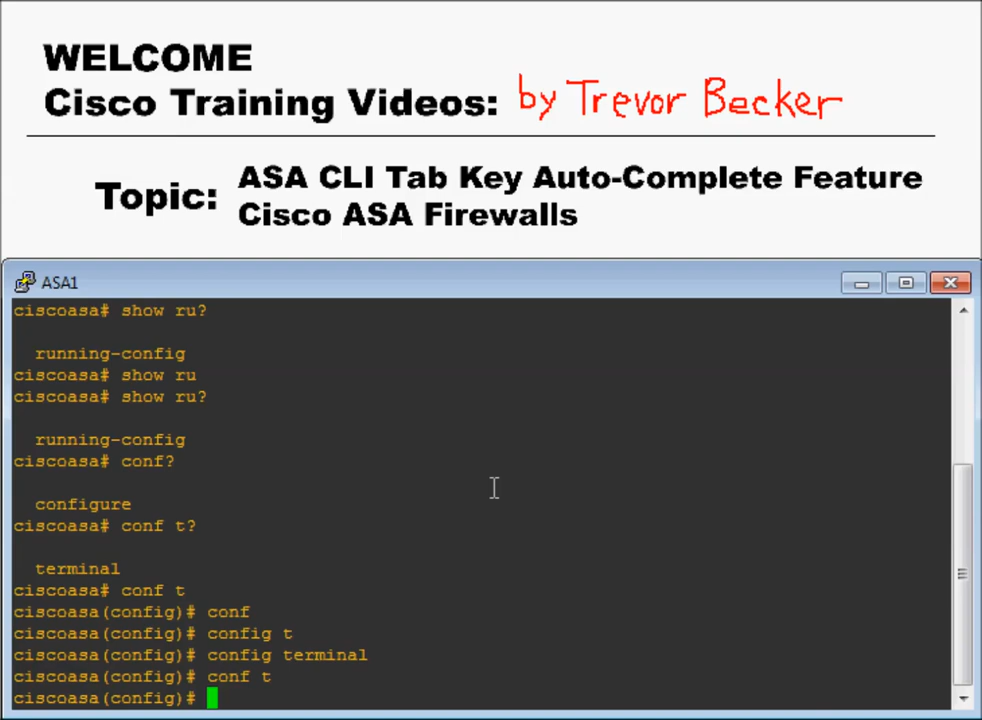 WELCOME
Cisco Training Videos: by Trevor Becker
Topic: ASA CLI Tab Key Auto-Complete Feature
Cisco ASA Firewalls
ASA1
ciscoasa# show ru?
running-config
ciscoasa# show ru
ciscoasa# show ru?
running-config
ciscoasa# conf?
configure
ciscoasa# conf t?
terminal
ciscoasa# conf t
ciscoasa(config)# conf
ciscoasa(config)# config t
ciscoasa(config)# config terminal
ciscoasa(config)# conf t
ciscoasa(config)#